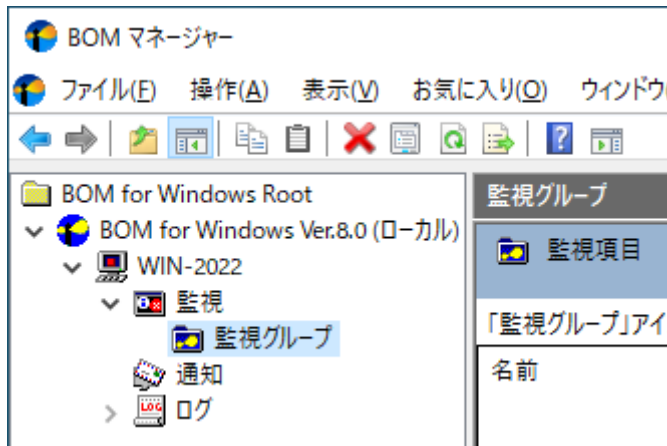 BOM マネージャー
ファイル(F) 操作(A) 表示(V) お気に入り(O) ウィンドウ(
BOM for Windows Root
BOM for Windows Ver.8.0 (ローカル)
WIN-2022
監視
監視グループ
通知
LOG ログ
監視グループ
監視項目
「監視グループ」アイ
名前